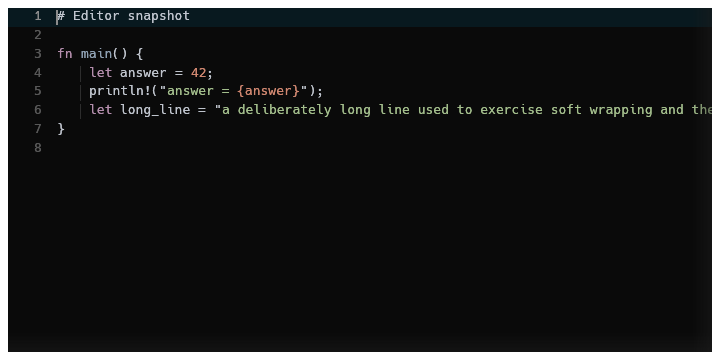 1 # Editor snapshot
2
3 fn main() {
4     let answer = 42;
5     println!("answer = {answer}");
6     let long_line = "a deliberately long line used to exercise soft wrapping and the
7 }
8